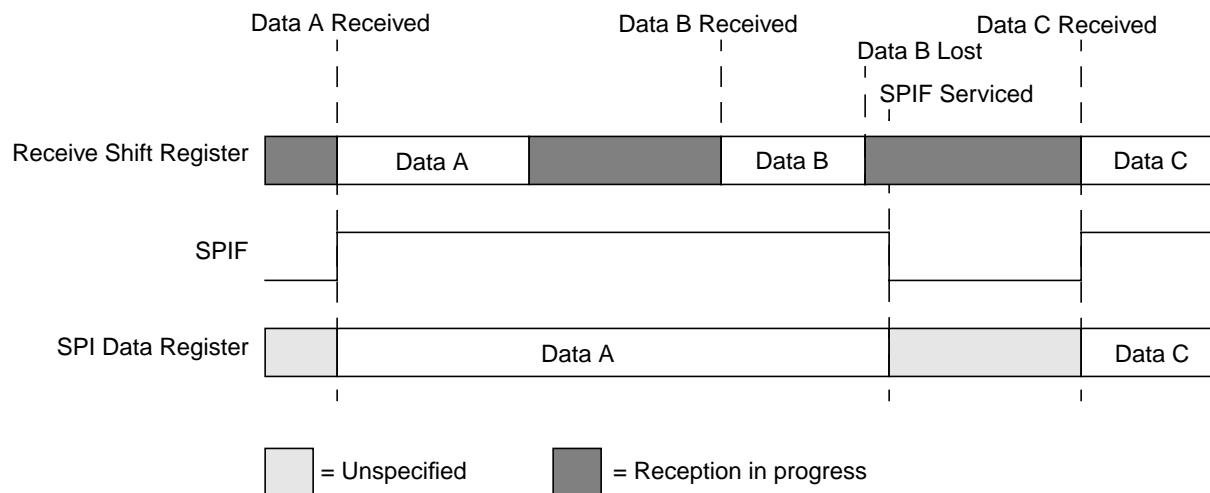 Data A Received
Data B Received
Data C Received
Data B Lost
SPIF Serviced
Receive Shift Register
Data A
Data B
Data C
SPIF
SPI Data Register
Data A
Data C
= Unspecified
= Reception in progress